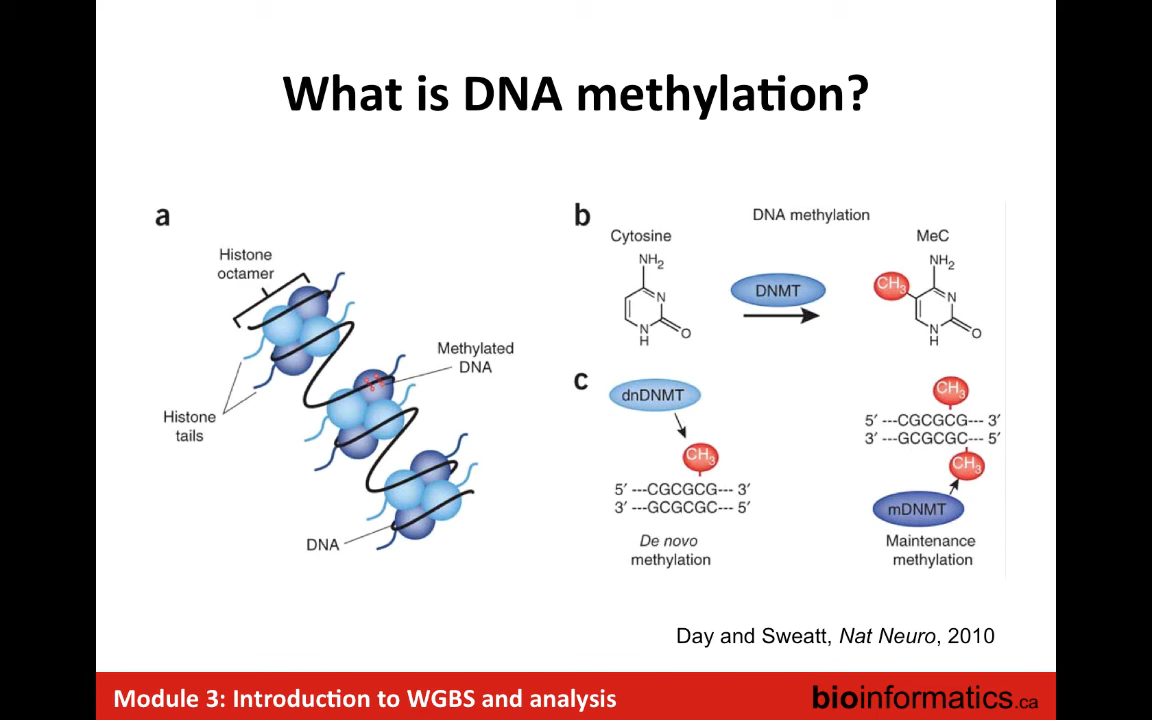 What is DNA methylation?
a
Histone
octamer
Methylated
DNA
Histone
tails
DNA
b
DNA methylation
Cytosine
NH2
N
N
H
O
DNMT
MeC
NH2
CH3
N
N
H
O
c
dnDNMT
CH3
5′ ---CGCGCG--- 3′
3′ ---GCGCGC--- 5′
De novo
methylation
CH3
5′ ---CGCGCG--- 3′
3′ ---GCGCGC--- 5′
CH3
mDNMT
Maintenance
methylation
Day and Sweatt, Nat Neuro, 2010
Module 3: Introduction to WGBS and analysis
bioinformatics.ca